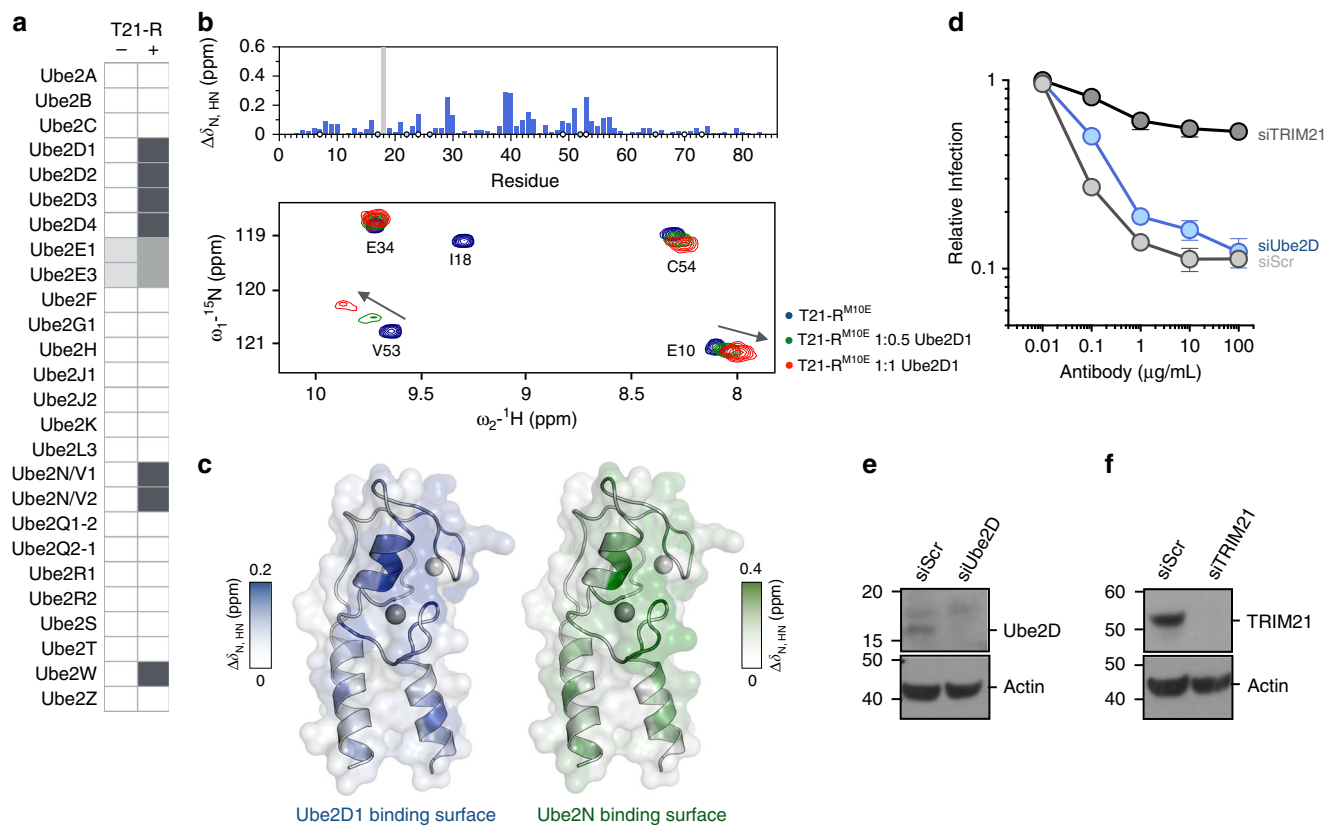 a
T21-R
– +
Ube2A
Ube2B
Ube2C
Ube2D1
Ube2D2
Ube2D3
Ube2D4
Ube2E1
Ube2E3
Ube2F
Ube2G1
Ube2H
Ube2J1
Ube2J2
Ube2K
Ube2L3
Ube2N/V1
Ube2N/V2
Ube2Q1-2
Ube2Q2-1
Ube2R1
Ube2R2
Ube2S
Ube2T
Ube2W
Ube2Z
b
ΔδN, HN (ppm)
0.6
0.4
0.2
0
0 10 20 30 40 50 60 70 80
Residue
ω1-15N (ppm)
119
120
121
E34
I18
C54
V53
E10
10 9.5 9 8.5 8
ω2-1H (ppm)
T21-RM10E
T21-RM10E 1:0.5 Ube2D1
T21-RM10E 1:1 Ube2D1
c
0.2
ΔδN, HN (ppm)
0
Ube2D1 binding surface
0.4
ΔδN, HN (ppm)
0
Ube2N binding surface
d
Relative Infection
1
0.1
siTRIM21
siUbe2D
siScr
0.01 0.1 1 10 100
Antibody (μg/mL)
e
siScr
siUbe2D
20
15
Ube2D
50
40
Actin
f
siScr
siTRIM21
60
50
TRIM21
50
40
Actin